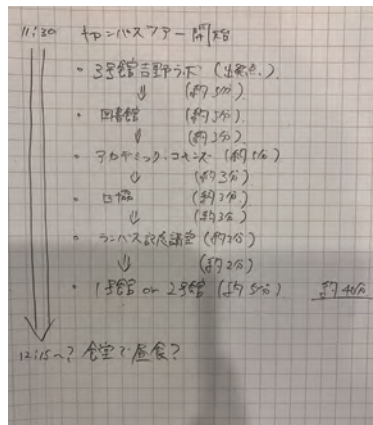 11:30 キャンパスツアー開始
・3号館吉野ラボ (出発点)
⇓ (約3分)
・図書館 (約5分)
⇓ (約3分)
・アカデミック・コモンズ (約5分)
⇓ (約3分)
・生協 (約3分)
⇓ (約3分)
・ランバス記念講堂 (約2分)
⇓ (約2分)
・1号館 or 2号館 (約5分) 約40分
12:15〜? 食堂で昼食?